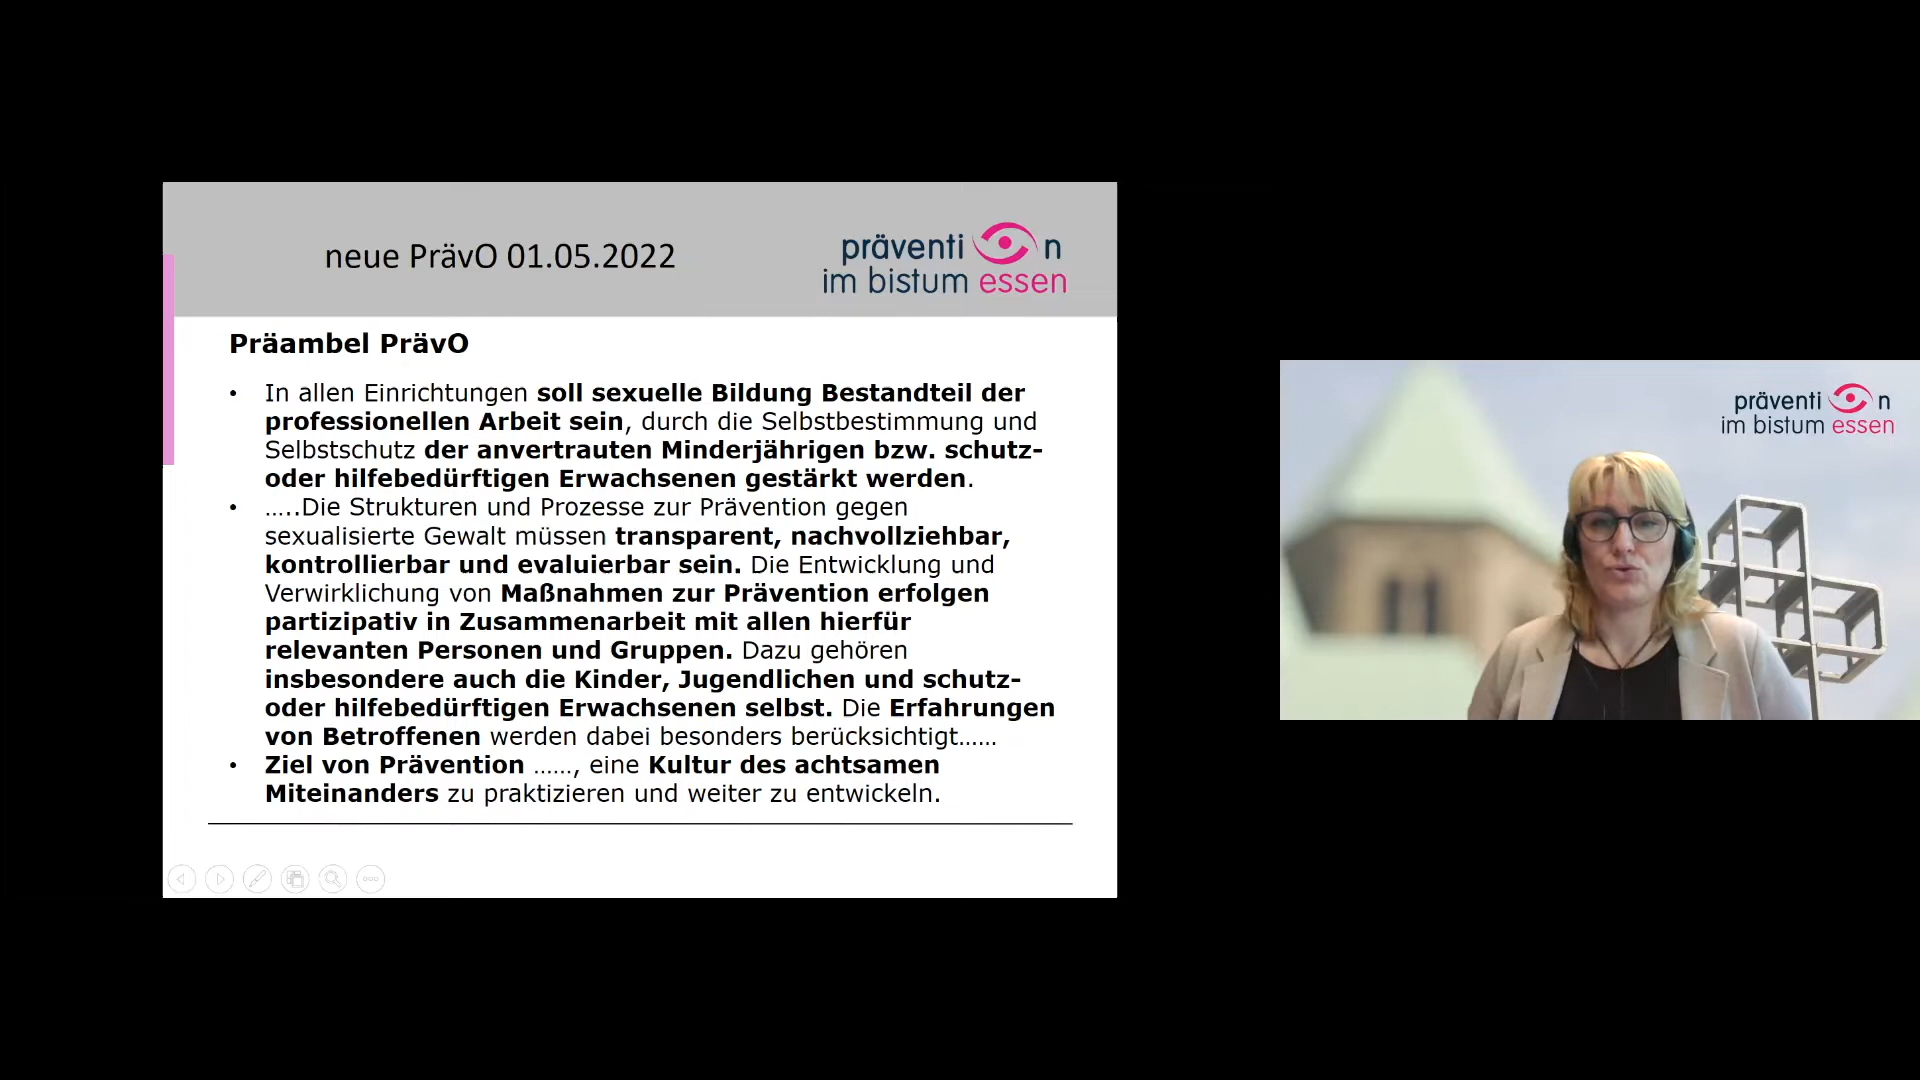 neue PrävO 01.05.2022
präventi n
im bistum essen
Präambel PrävO
• In allen Einrichtungen soll sexuelle Bildung Bestandteil der
professionellen Arbeit sein, durch die Selbstbestimmung und
Selbstschutz der anvertrauten Minderjährigen bzw. schutz-
oder hilfebedürftigen Erwachsenen gestärkt werden.
• …..Die Strukturen und Prozesse zur Prävention gegen
sexualisierte Gewalt müssen transparent, nachvollziehbar,
kontrollierbar und evaluierbar sein. Die Entwicklung und
Verwirklichung von Maßnahmen zur Prävention erfolgen
partizipativ in Zusammenarbeit mit allen hierfür
relevanten Personen und Gruppen. Dazu gehören
insbesondere auch die Kinder, Jugendlichen und schutz-
oder hilfebedürftigen Erwachsenen selbst. Die Erfahrungen
von Betroffenen werden dabei besonders berücksichtigt……
• Ziel von Prävention ……, eine Kultur des achtsamen
Miteinanders zu praktizieren und weiter zu entwickeln.
präventi n
im bistum essen